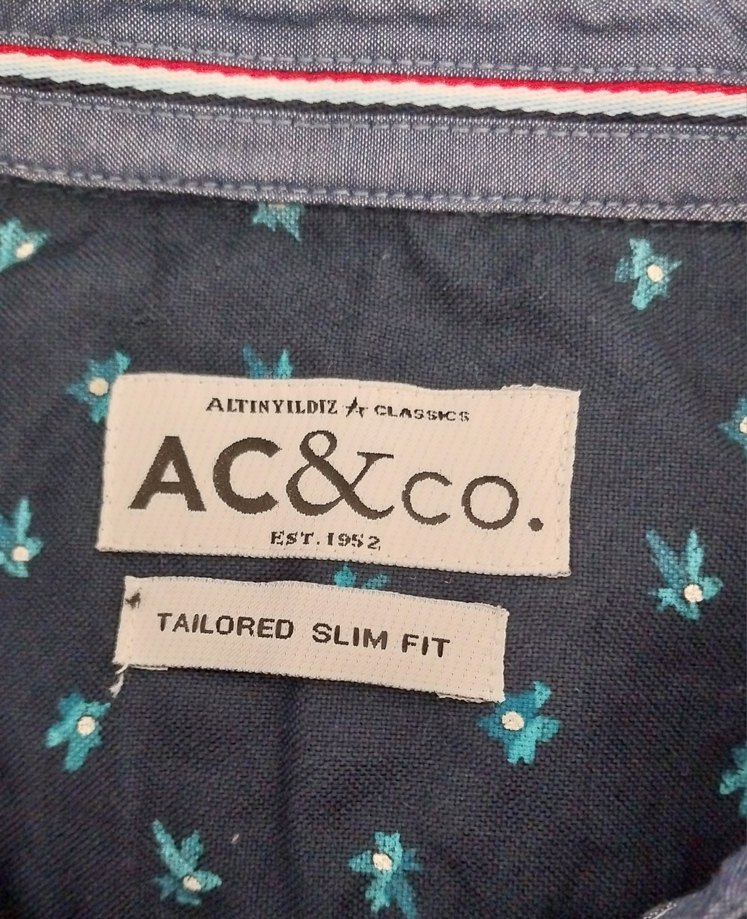 ALTINYILDIZ CLASSICS
AC&CO.
EST. 1952
TAILORED SLIM FIT